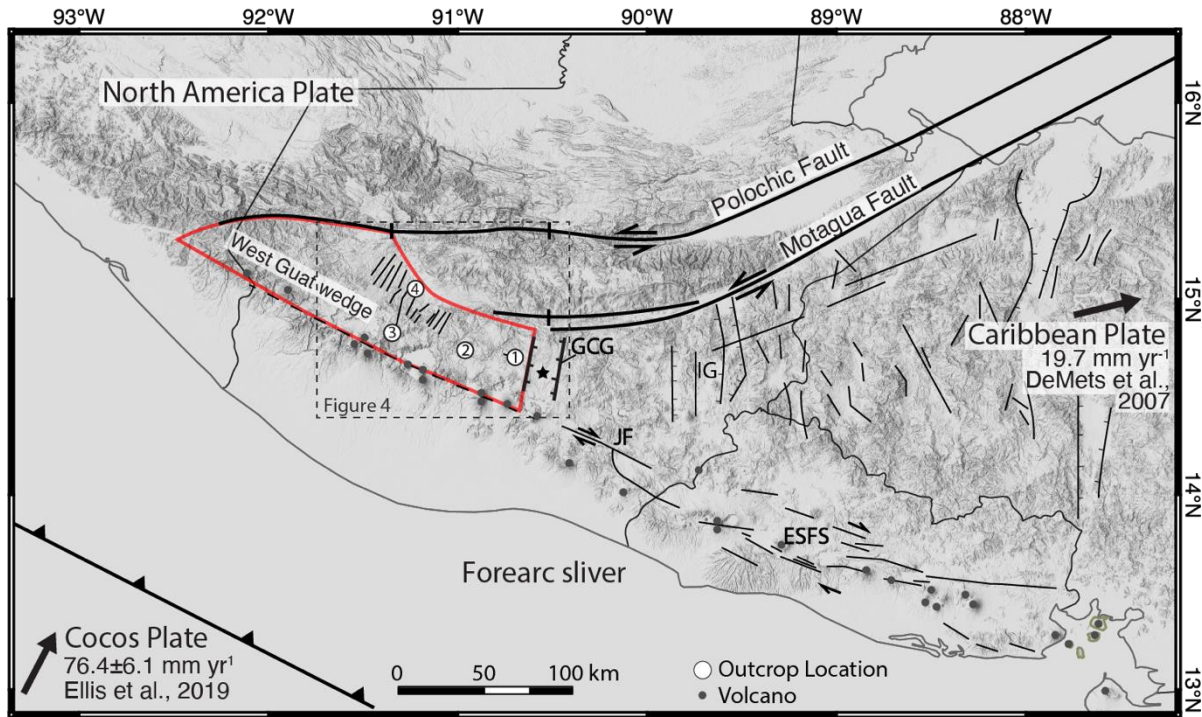 93°W 92°W 91°W 90°W 89°W 88°W
16°N
15°N
14°N
13°N
North America Plate
Polochic Fault
Motagua Fault
West Guat wedge
4
3
2
1
GCG
IG
Caribbean Plate
19.7 mm yr⁻¹
DeMets et al.,
2007
Figure 4
JF
ESFS
Forearc sliver
Cocos Plate
76.4±6.1 mm yr¹
Ellis et al., 2019
0 50 100 km
Outcrop Location
Volcano